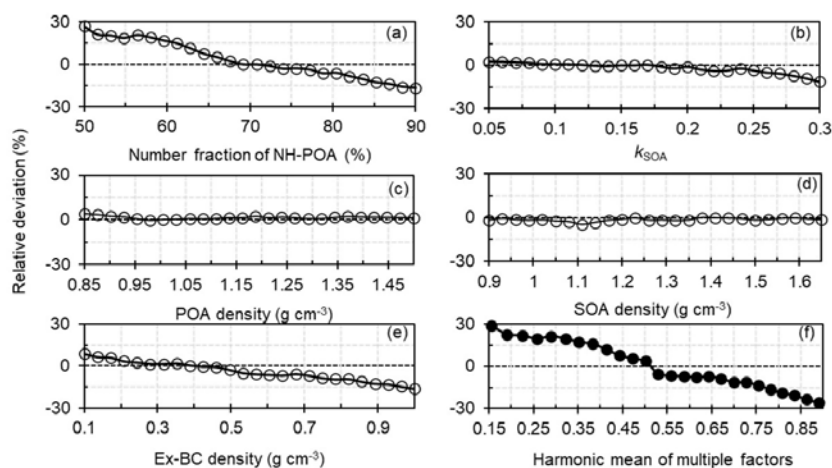 Relative deviation (%)
30
0
-30
(a)
50 60 70 80 90
Number fraction of NH-POA (%)
30
0
-30
(b)
0.05 0.1 0.15 0.2 0.25 0.3
kSOA
30
0
-30
(c)
0.85 0.95 1.05 1.15 1.25 1.35 1.45
POA density (g cm-3)
30
0
-30
(d)
0.9 1 1.1 1.2 1.3 1.4 1.5 1.6
SOA density (g cm-3)
30
0
-30
(e)
0.1 0.3 0.5 0.7 0.9
Ex-BC density (g cm-3)
30
0
-30
(f)
0.15 0.25 0.35 0.45 0.55 0.65 0.75 0.85
Harmonic mean of multiple factors